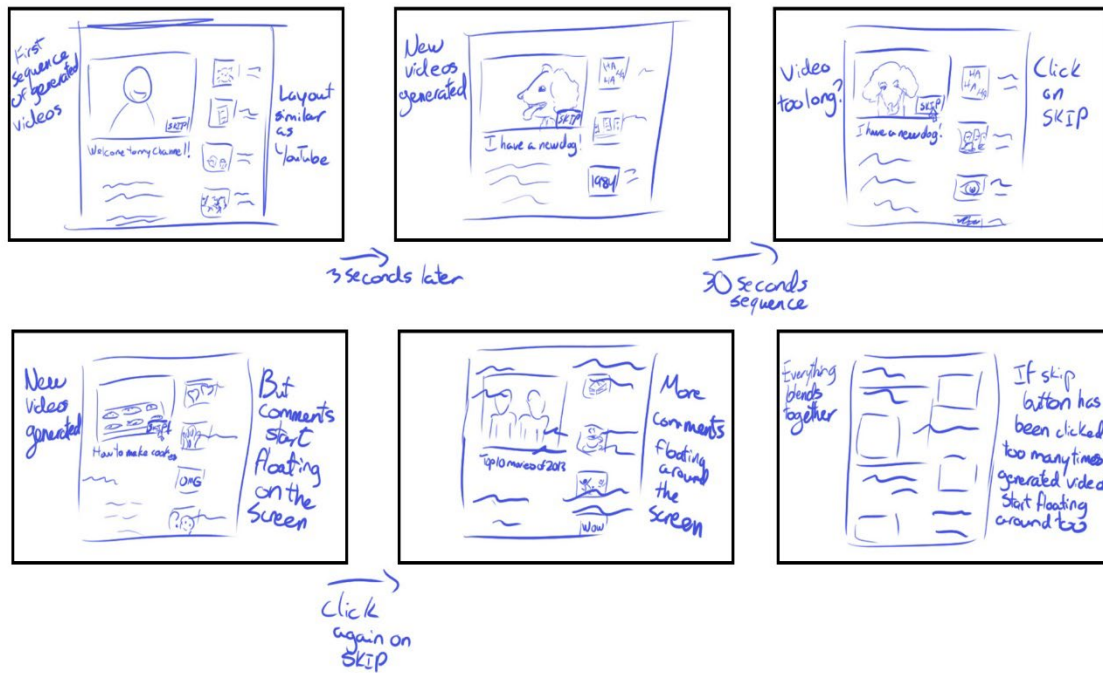 First
sequence
of generated
videos
SKIP
Welcome to my channel!
Layout
similar
as
YouTube
3 seconds later
New
videos
generated
SKIP
I have a new dog!
HA
HA HA
1984
30 seconds
sequence
Video
too long?
SKIP
I have a new dog!
HA
HA HA
Click
on
SKIP
New
videos
generated
SKIP
How to make cookies
OMG
But
comments
start
floating
on the
screen
Click
again on
SKIP
Top 10 movies of 2013
WOW
More
comments
floating
around
the
screen
Everything
blends
together
If skip
button has
been clicked
too many times
generated video
start floating
around too